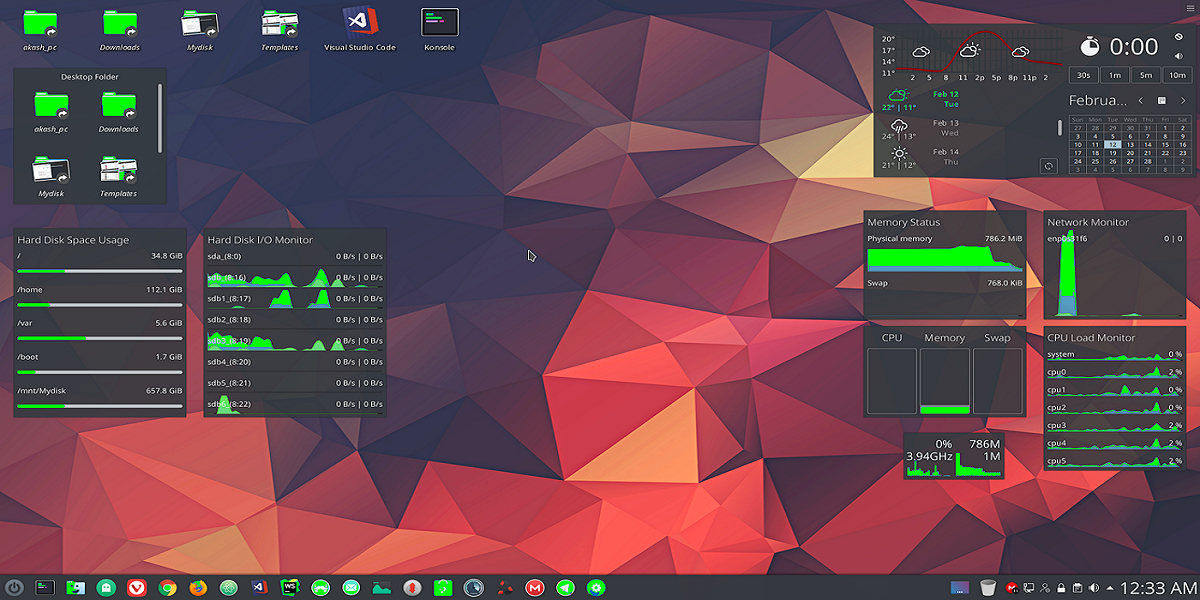 akash_pc Downloads Mydisk Templates Visual Studio Code Konsole
Desktop Folder
akash_pc Downloads
Mydisk Templates
Hard Disk Space Usage
/ 34.8 GiB
/home 112.1 GiB
/var 5.6 GiB
/boot 1.7 GiB
/mnt/Mydisk 657.8 GiB
Hard Disk I/O Monitor
sda_(8:0) 0 B/s | 0 B/s
0 B/s | 0 B/s
sdb1_(8:17) 0 B/s | 0 B/s
sdb2_(8:18) 0 B/s | 0 B/s
sdb3_(8:19) 0 B/s | 0 B/s
sdb4_(8:20) 0 B/s | 0 B/s
sdb5_(8:21) 0 B/s | 0 B/s
sdb6_(8:22) 0 B/s | 0 B/s
20°
17°
14°
11°
2 5 8 11 2p 5p 8p 11p 2
Feb 12
22° | 11° Tue
Feb 13
24° | 13° Wed
Feb 14
21° | 12° Thu
0:00
30s 1m 5m 10m
Februa...
Sun Mon Tue Wed Thu Fri Sat
27 28 29 30 31 1 2
3 4 5 6 7 8 9
10 11 12 13 14 15 16
17 18 19 20 21 22 23
24 25 26 27 28 1 2
3 4 5 6 7 8 9
Memory Status
Physical memory 786.2 MiB
Swap 768.0 KiB
Network Monitor
enp0s31f6 0 | 0
CPU Memory Swap
CPU Load Monitor
system 0 %
cpu0 2 %
cpu1 0 %
cpu2 0 %
cpu3 2 %
cpu4 2 %
cpu5 2 %
0% 786M
3.94GHz 1M
WS
12:33 AM